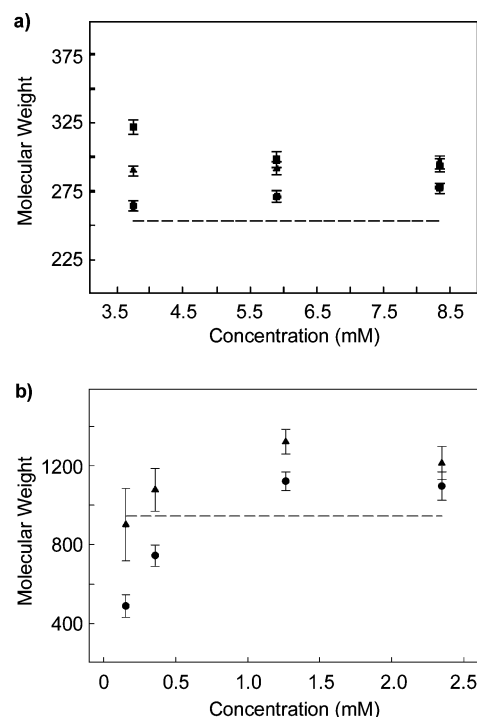 a)
Molecular Weight
375
325
275
225
3.5 4.5 5.5 6.5 7.5 8.5
Concentration (mM)
b)
Molecular Weight
1200
800
400
0 0.5 1.0 1.5 2.0 2.5
Concentration (mM)